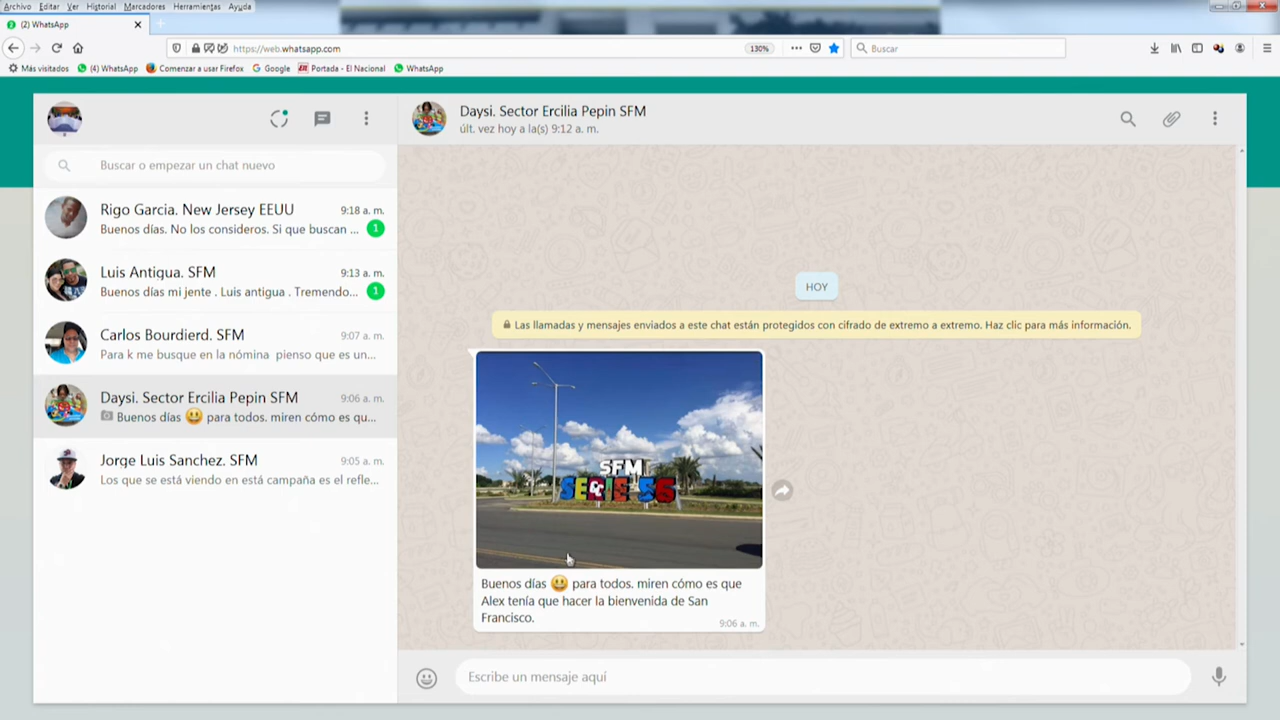 Archivo Editar Ver Historial Marcadores Herramientas Ayuda
(2) WhatsApp
https://web.whatsapp.com
130%
Buscar
Más visitados
(4) WhatsApp
Comenzar a usar Firefox
Google
Portada - El Nacional
WhatsApp
Buscar o empezar un chat nuevo
Rigo Garcia. New Jersey EEUU
9:18 a. m.
Buenos días. No los consideros. Si que buscan ...
1
Luis Antigua. SFM
9:13 a. m.
Buenos días mi jente . Luis antigua . Tremendo...
1
Carlos Bourdierd. SFM
9:07 a. m.
Para k me busque en la nómina pienso que es un...
Daysi. Sector Ercilia Pepin SFM
9:06 a. m.
Buenos días 😃 para todos. miren cómo es qu...
Jorge Luis Sanchez. SFM
9:05 a. m.
Los que se está viendo en está campaña es el refle...
Daysi. Sector Ercilia Pepin SFM
últ. vez hoy a la(s) 9:12 a. m.
HOY
Las llamadas y mensajes enviados a este chat están protegidos con cifrado de extremo a extremo. Haz clic para más información.
SFM
SERIE 56
Buenos días 😃 para todos. miren cómo es que
Alex tenía que hacer la bienvenida de San
Francisco.
9:06 a. m.
Escribe un mensaje aquí